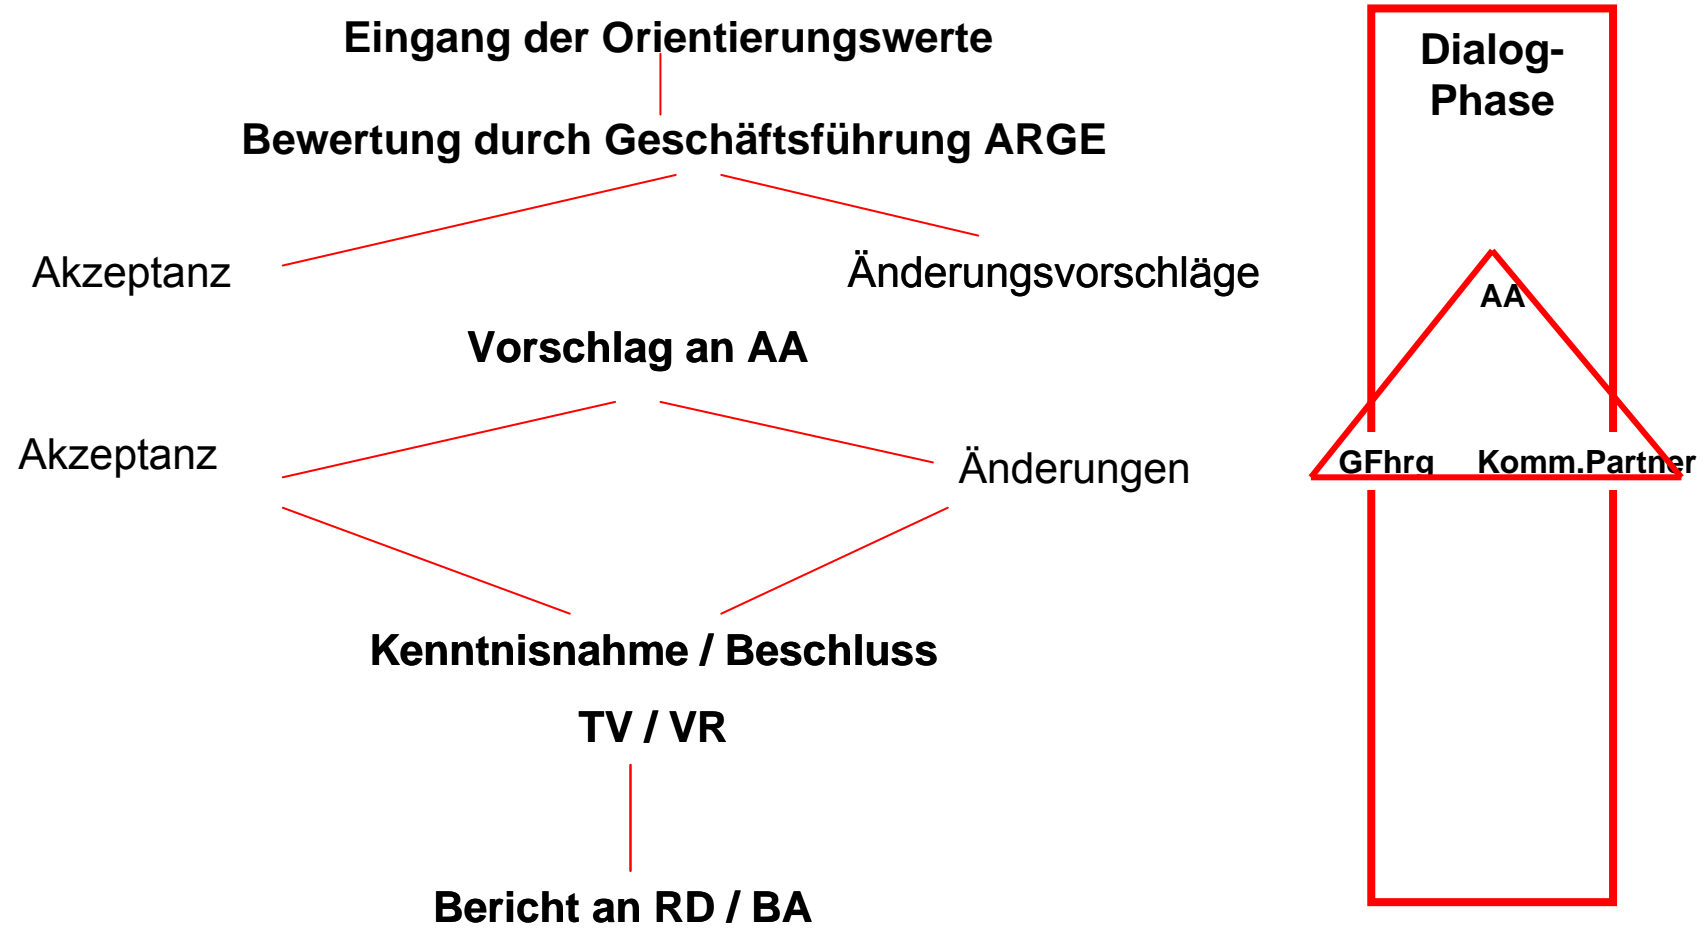 Eingang der Orientierungswerte
Bewertung durch Geschäftsführung ARGE
Akzeptanz
Änderungsvorschläge
Vorschlag an AA
Akzeptanz
Änderungen
Kenntnisnahme / Beschluss
TV / VR
Bericht an RD / BA
Dialog-
Phase
AA
GFhrg
Komm.Partner